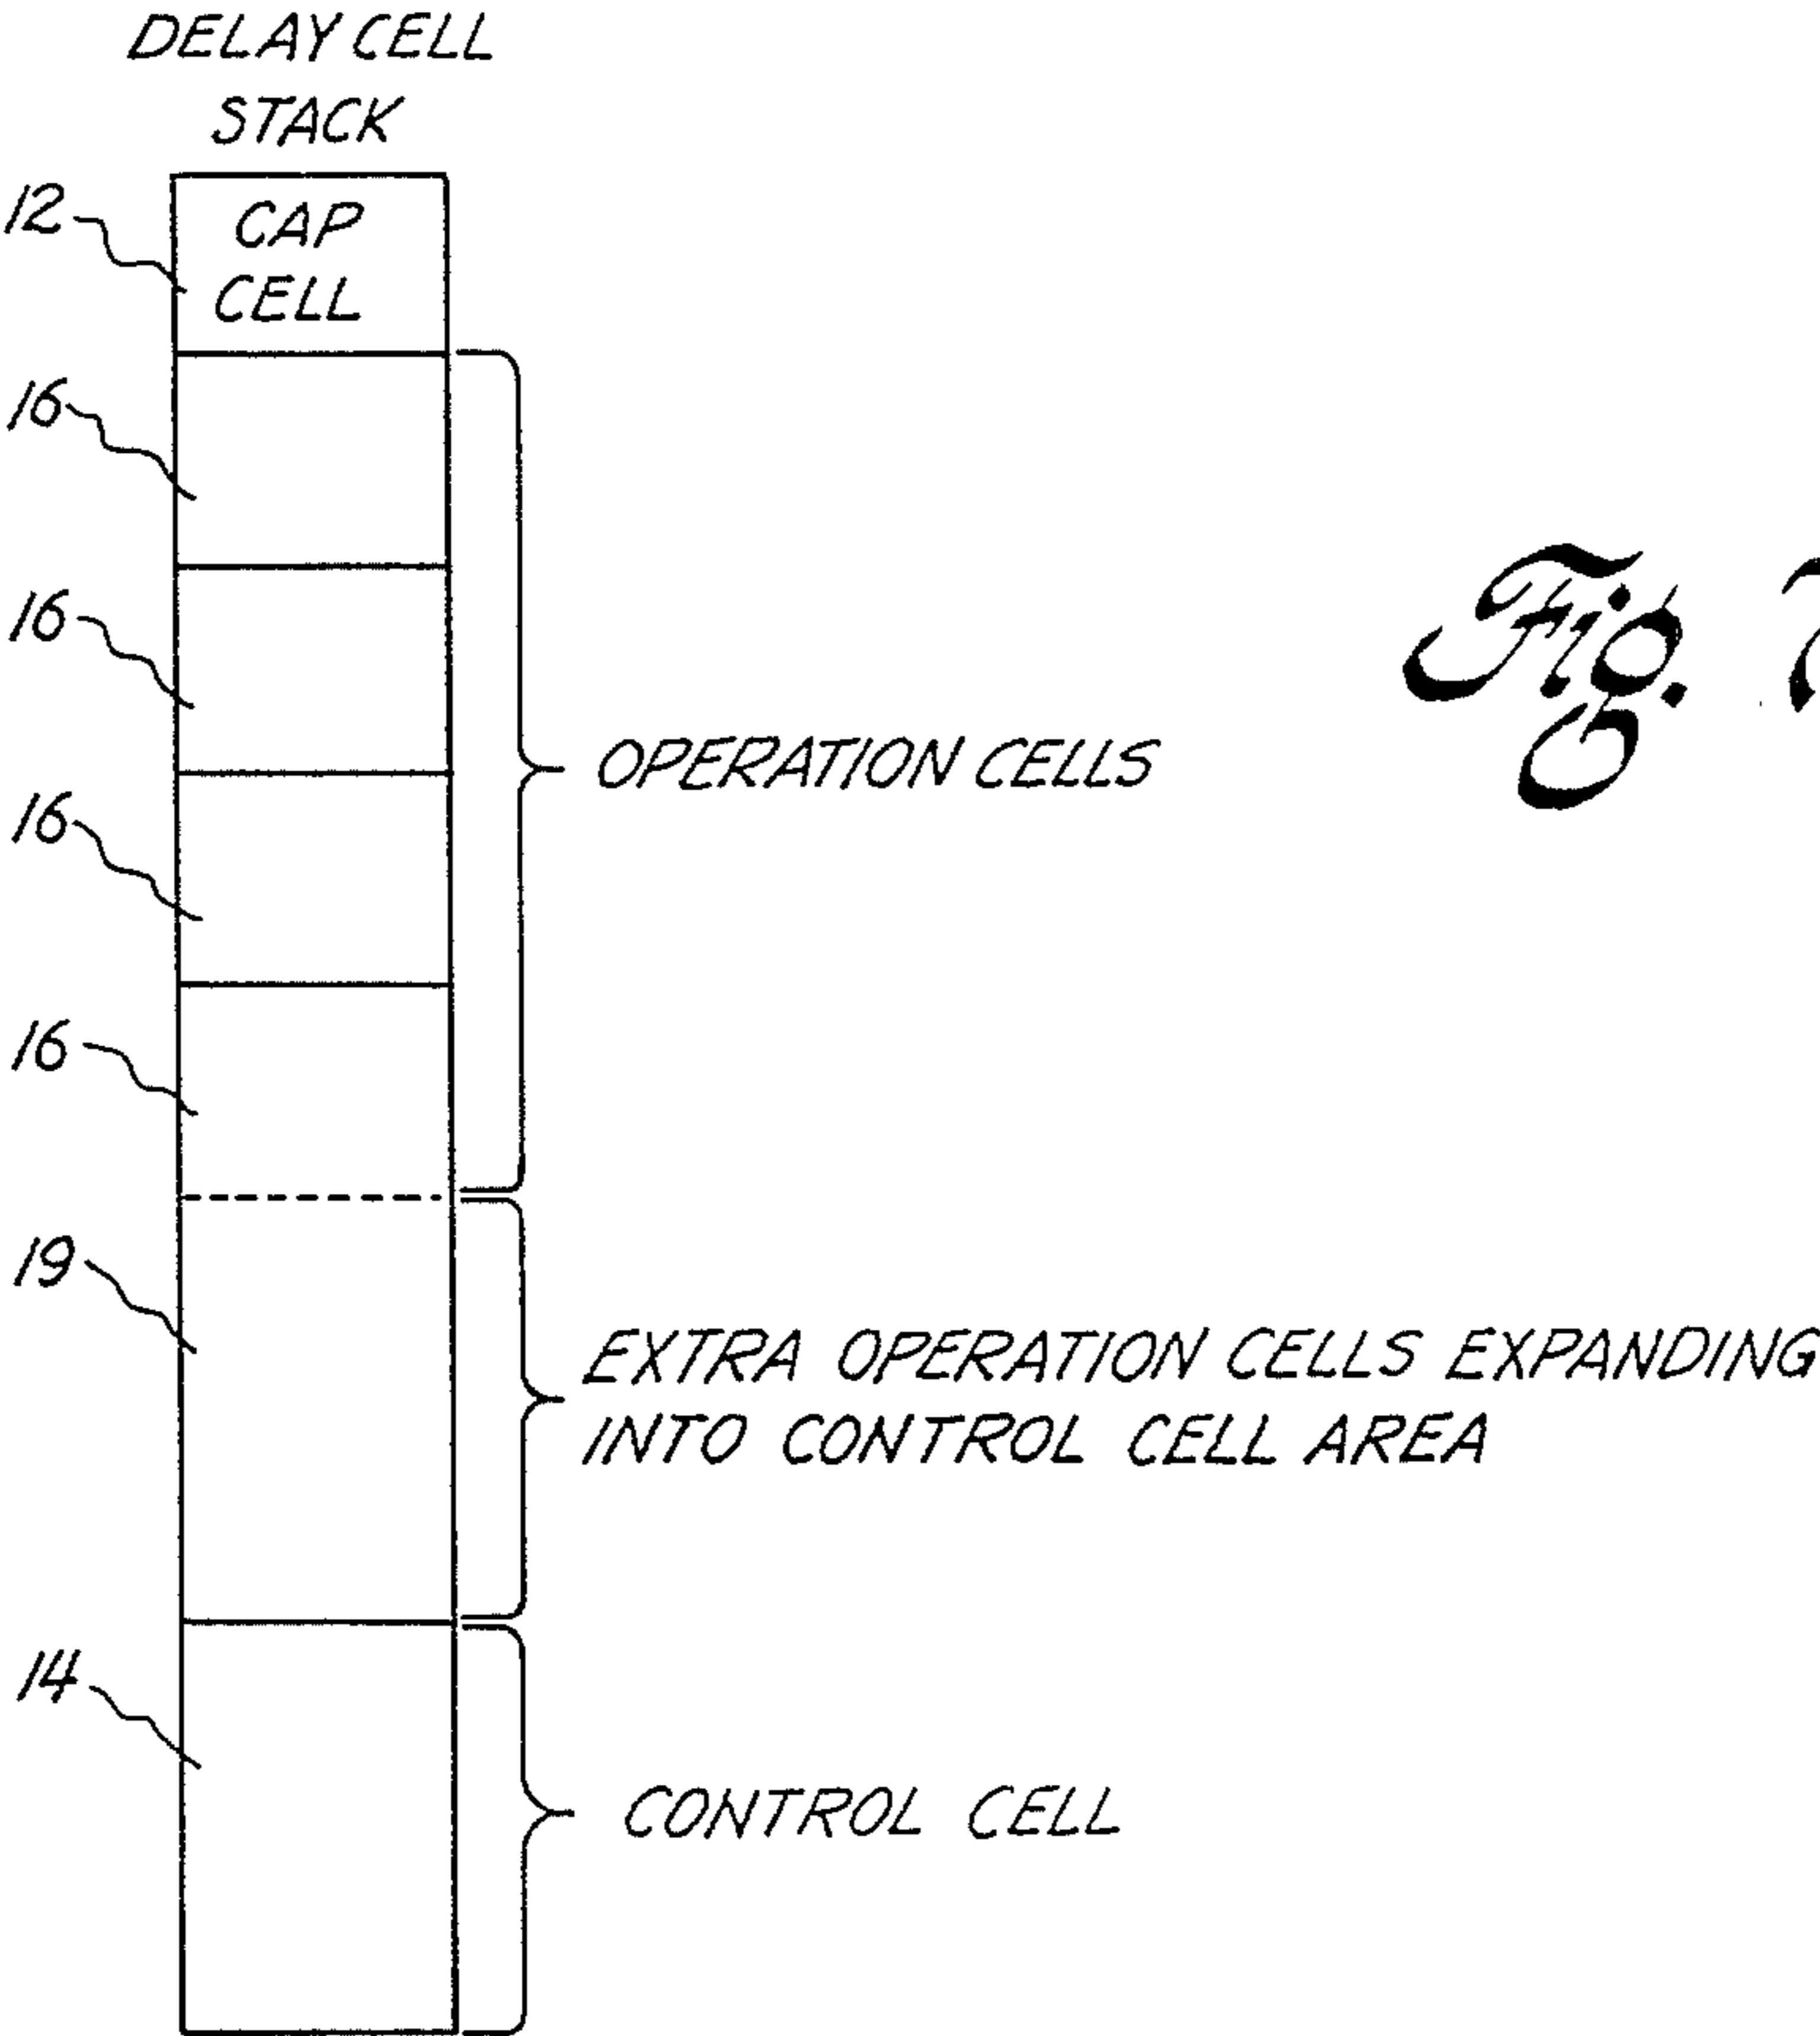 DELAY CELL
STACK
12
CAP
CELL
16
16
16
16
OPERATION CELLS
Fig.
19
EXTRA OPERATION CELLS EXPANDING
INTO CONTROL CELL AREA
14
CONTROL CELL